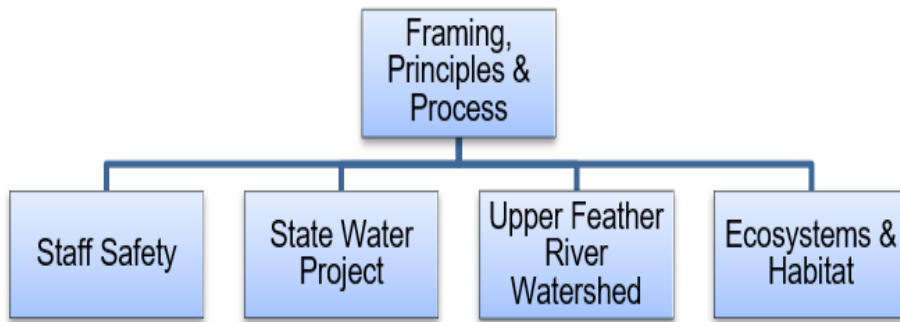 Framing,
Principles &
Process
Staff Safety
State Water
Project
Upper Feather
River
Watershed
Ecosystems &
Habitat